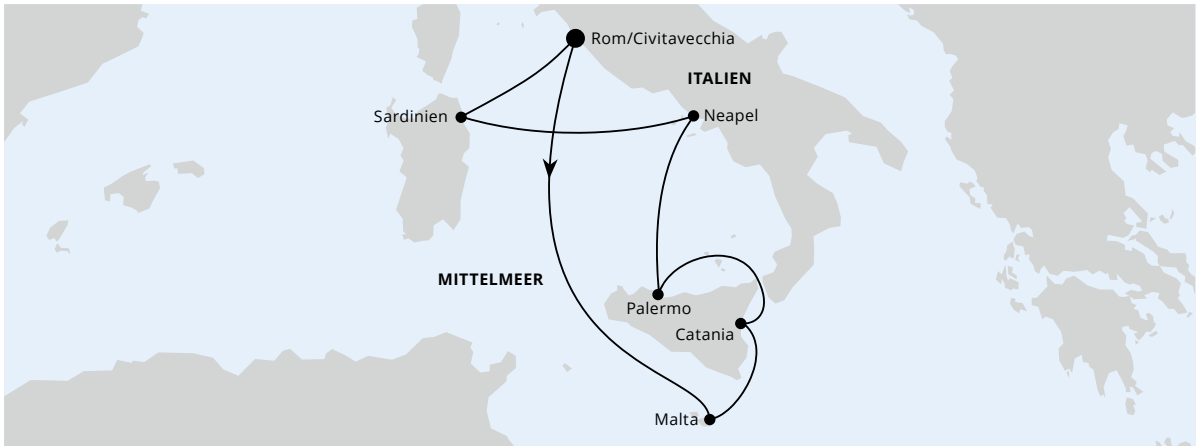 Rom/Civitavecchia
ITALIEN
Sardinien
Neapel
MITTELMEER
Palermo
Catania
Malta